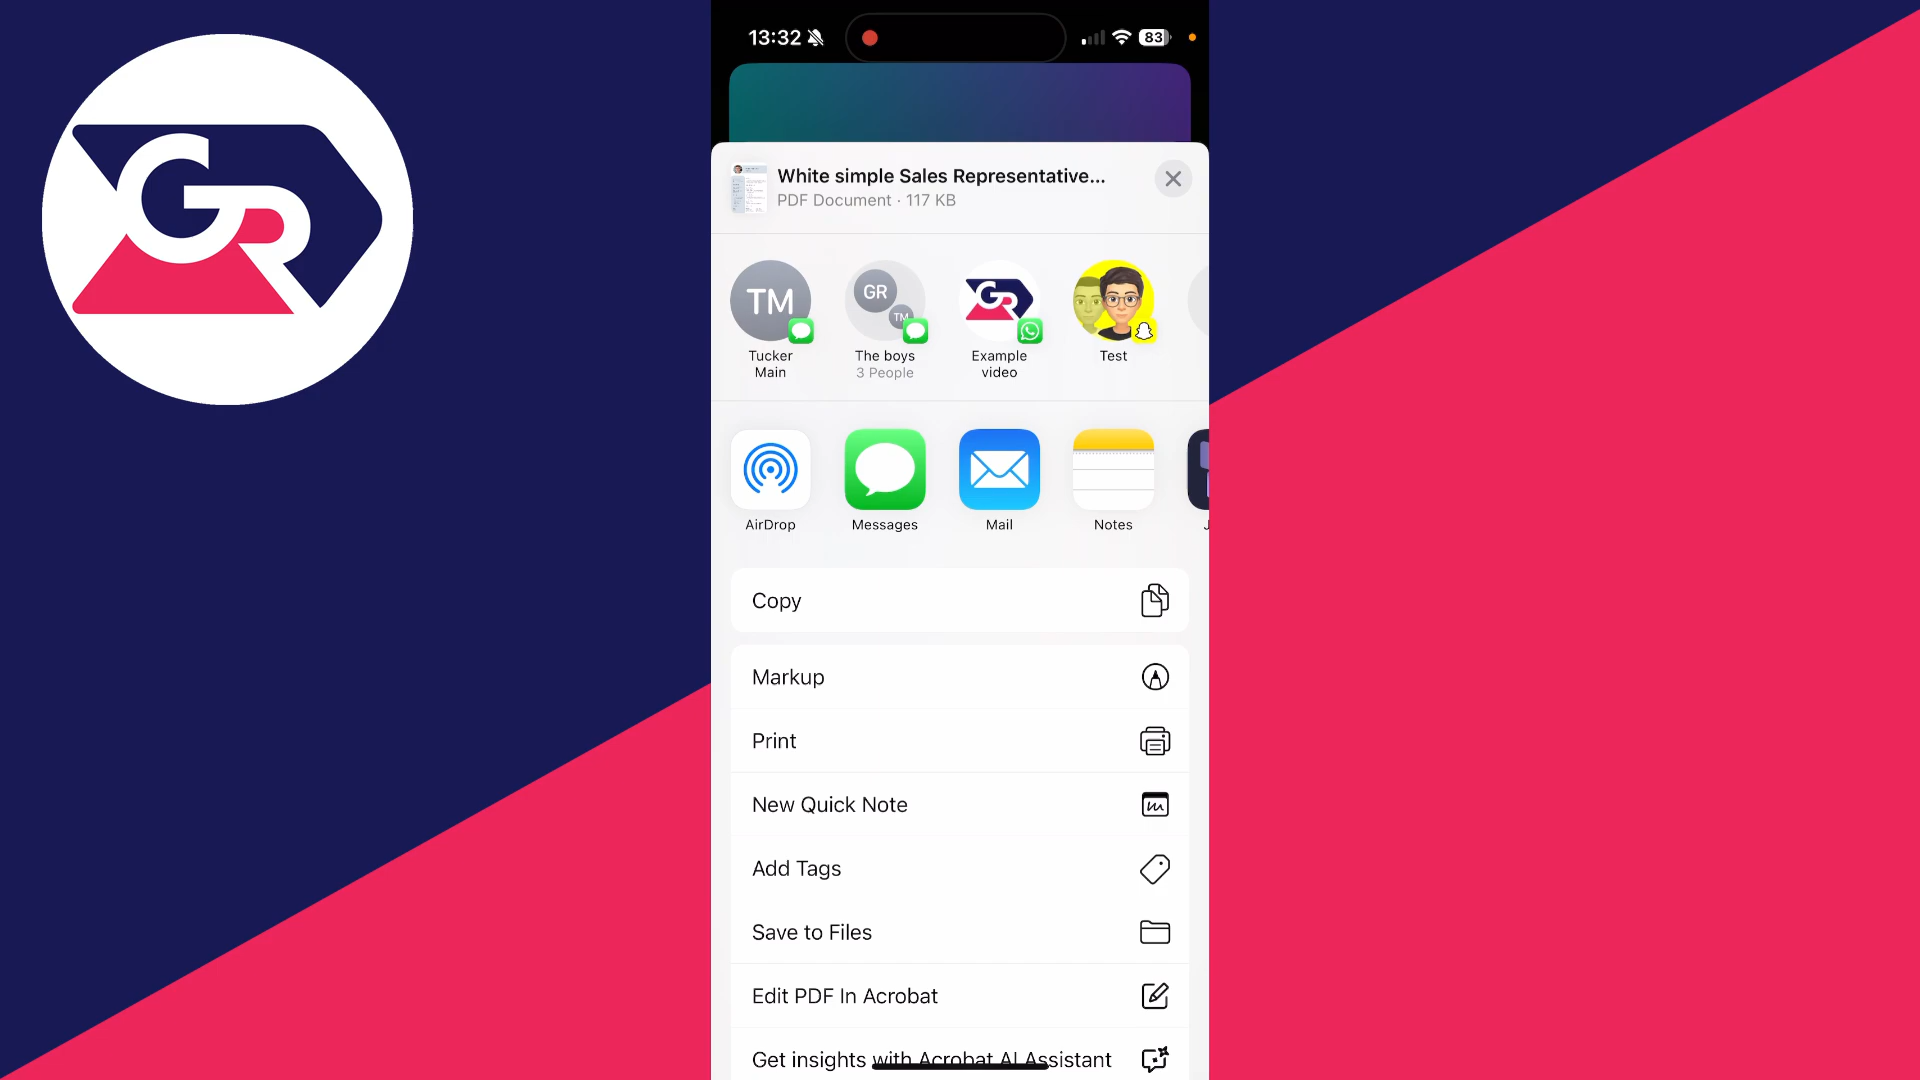 GR
13:32
83
White simple Sales Representative...
PDF Document · 117 KB
TM
GR
TM
Tucker
Main
The boys
3 People
Example
video
Test
AirDrop
Messages
Mail
Notes
J
Copy
Markup
Print
New Quick Note
Add Tags
Save to Files
Edit PDF In Acrobat
Get insights with Acrobat AI Assistant